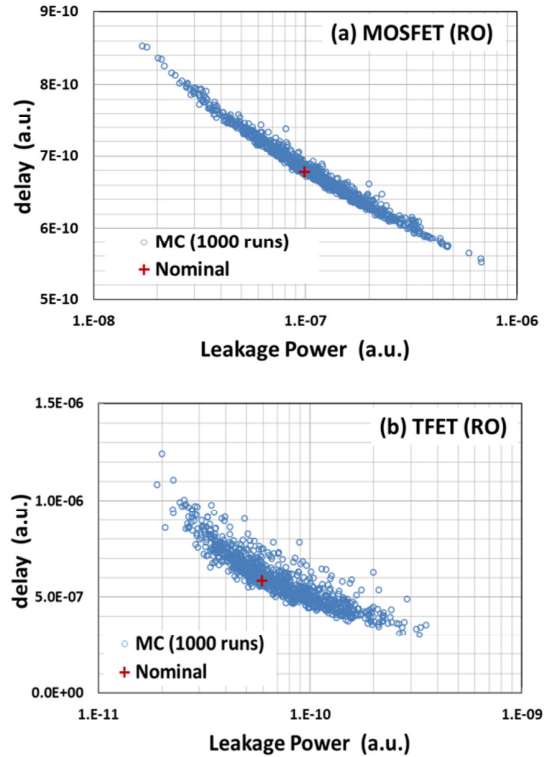 9E-10
(a) MOSFET (RO)
8E-10
7E-10
6E-10
5E-10
delay (a.u.)
MC (1000 runs)
Nominal
1.E-08
1.E-07
1.E-06
Leakage Power (a.u.)
1.5E-06
(b) TFET (RO)
1.0E-06
5.0E-07
0.0E+00
delay (a.u.)
MC (1000 runs)
Nominal
1.E-11
1.E-10
1.E-09
Leakage Power (a.u.)